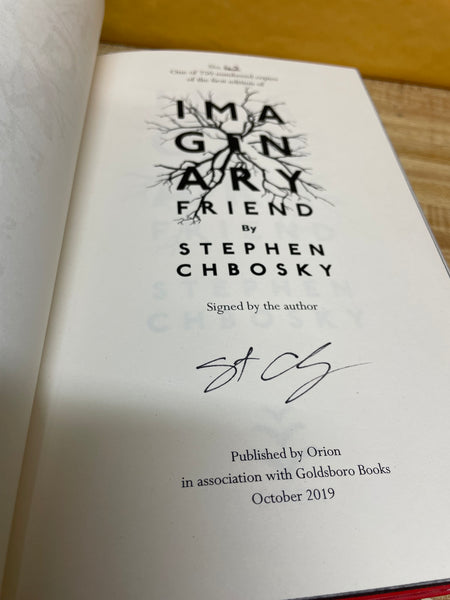 No.
One of 750 numbered copies
of the first edition of
IMA
GIN
ARY
FRIEND
By
STEPHEN
CHBOSKY
Signed by the author
Published by Orion
in association with Goldsboro Books
October 2019